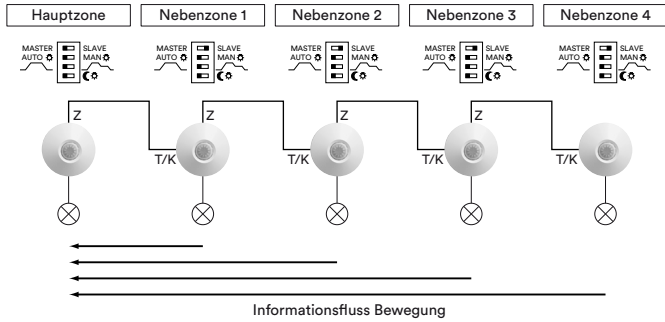 Hauptzone Nebenzone 1 Nebenzone 2 Nebenzone 3 Nebenzone 4
MASTER SLAVE MASTER SLAVE MASTER SLAVE MASTER SLAVE MASTER SLAVE
AUTO MAN AUTO MAN AUTO MAN AUTO MAN AUTO MAN
Z Z Z Z
T/K T/K T/K T/K
Informationsfluss Bewegung